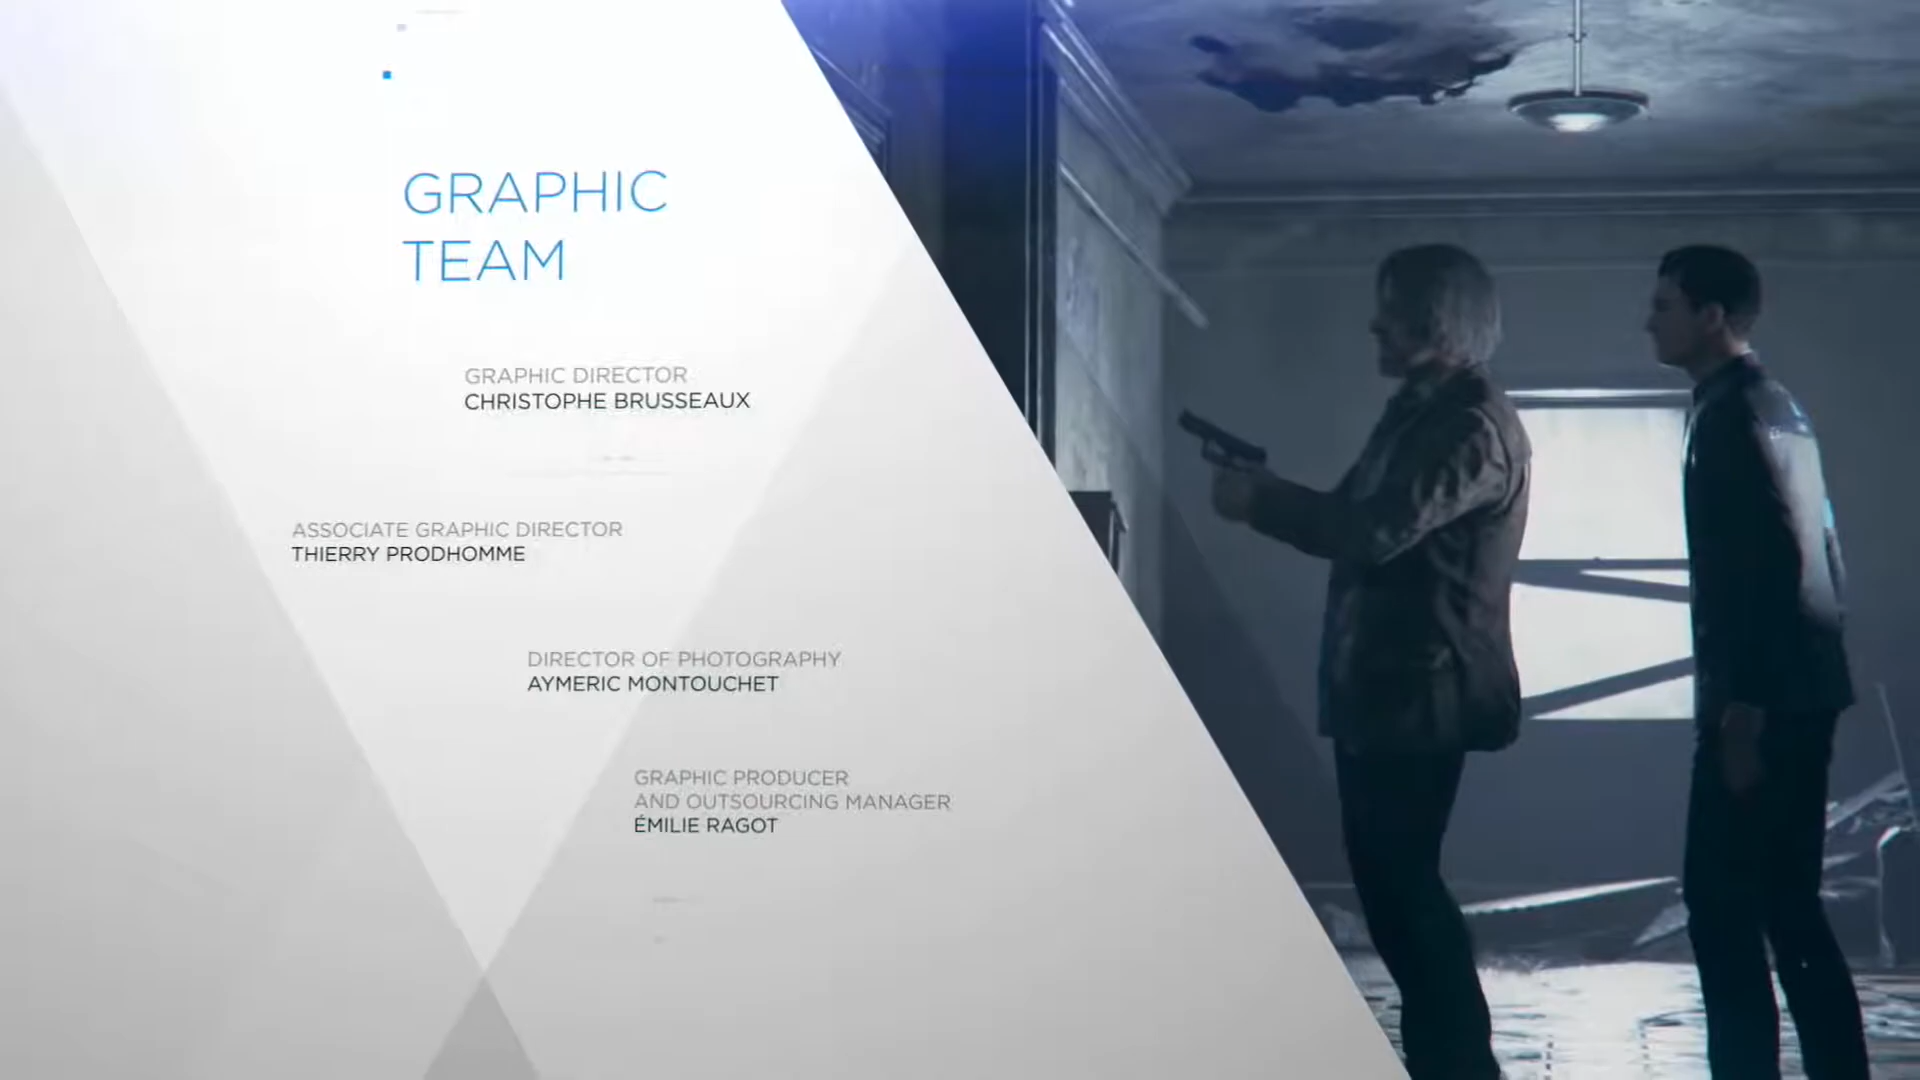 GRAPHIC
TEAM
GRAPHIC DIRECTOR
CHRISTOPHE BRUSSEAUX
ASSOCIATE GRAPHIC DIRECTOR
THIERRY PRODHOMME
DIRECTOR OF PHOTOGRAPHY
AYMERIC MONTOUCHET
GRAPHIC PRODUCER
AND OUTSOURCING MANAGER
ÉMILIE RAGOT